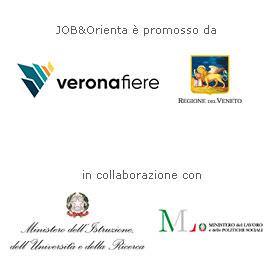 JOB&Orienta è promosso da
veronafiere
REGIONE DEL VENETO
in collaborazione con
Ministero dell'Istruzione,
dell'Università e della Ricerca
ML
MINISTERO DEL LAVORO
e delle POLITICHE SOCIALI